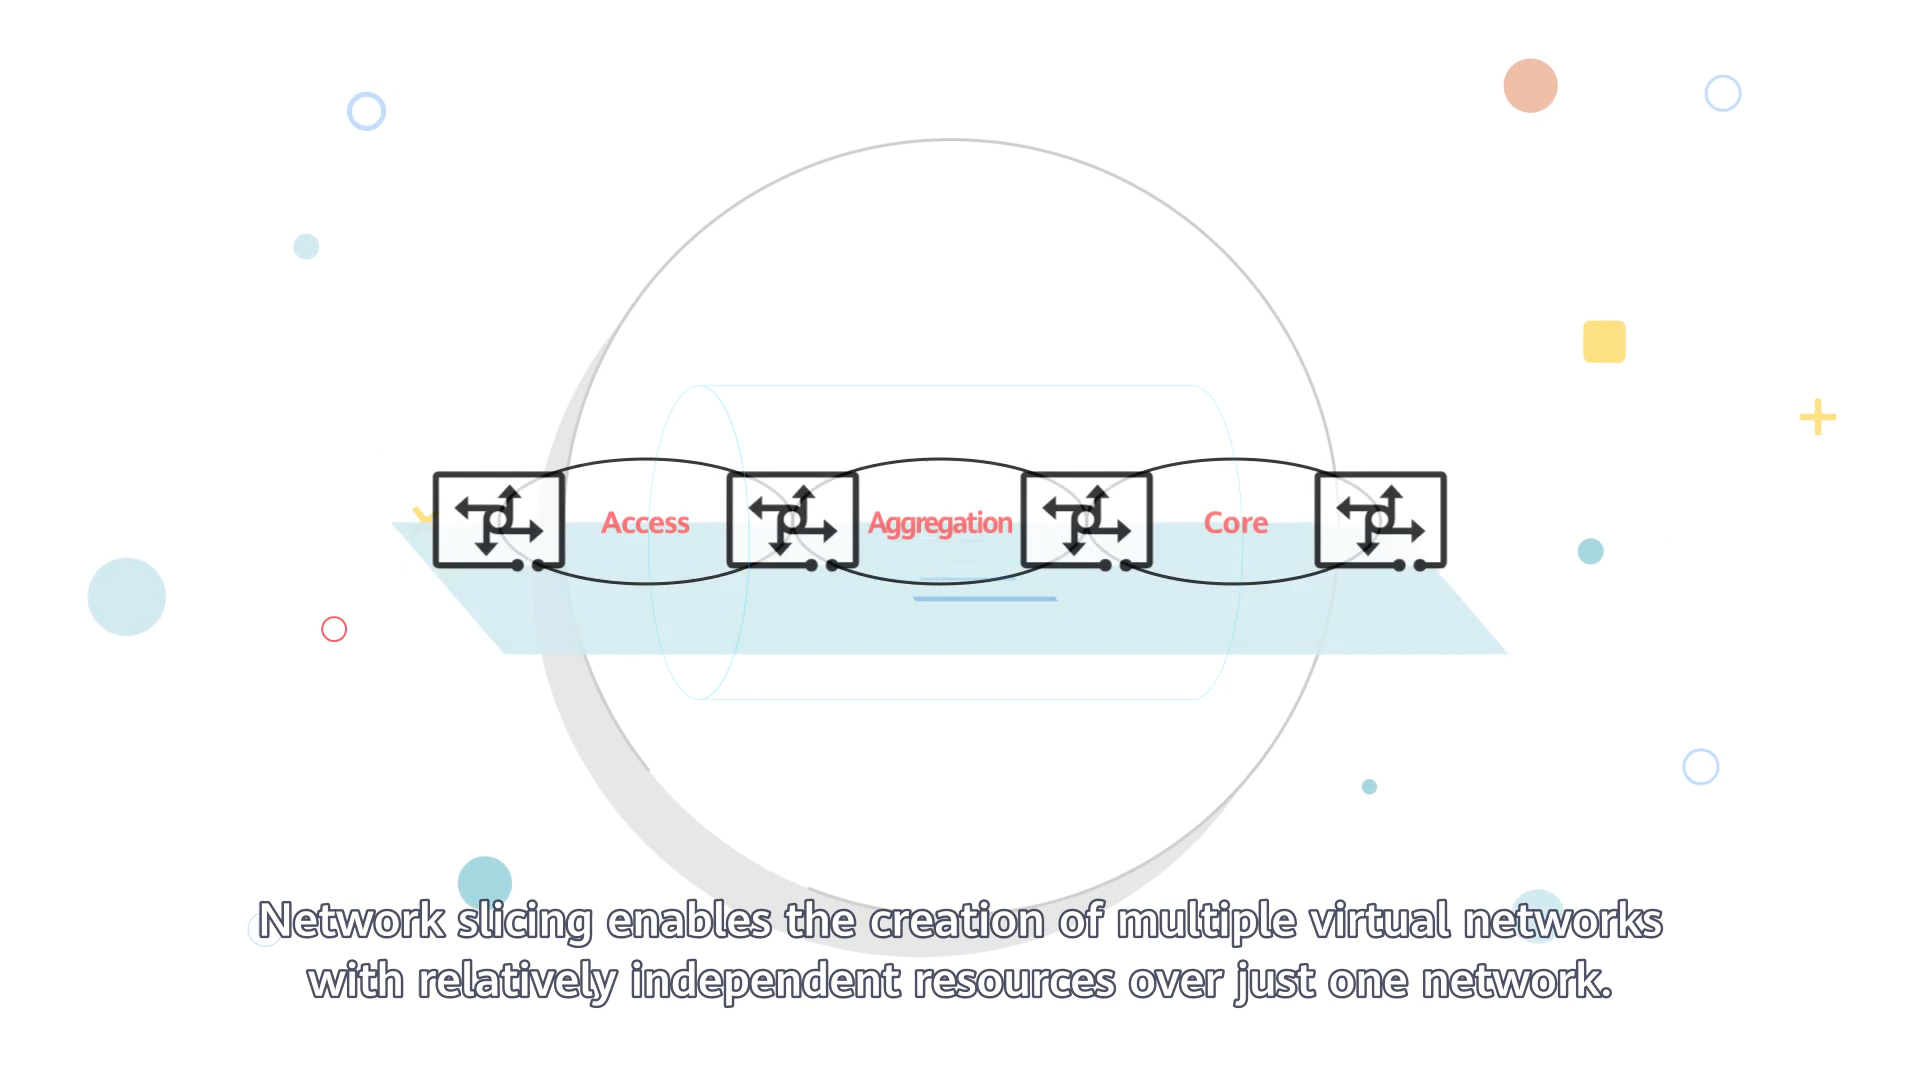 Access Aggregation Core
Network slicing enables the creation of multiple virtual networks
with relatively independent resources over just one network.